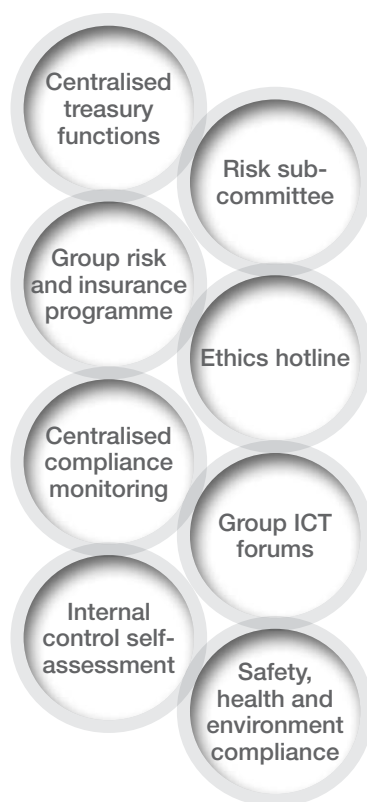 Centralised
treasury
functions
Risk sub-
committee
Group risk
and insurance
programme
Ethics hotline
Centralised
compliance
monitoring
Group ICT
forums
Internal
control self-
assessment
Safety,
health and
environment
compliance